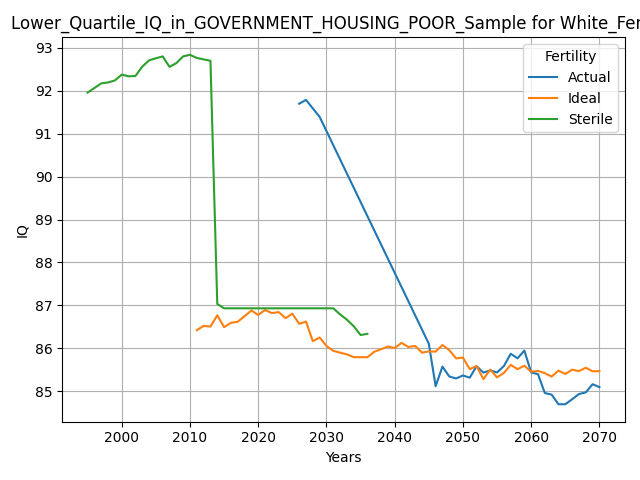 Lower_Quartile_IQ_in_GOVERNMENT_HOUSING_POOR_Sample for White_Fer
93
92
91
90
89
88
87
86
85
IQ
Fertility
Actual
Ideal
Sterile
2000 2010 2020 2030 2040 2050 2060 2070
Years